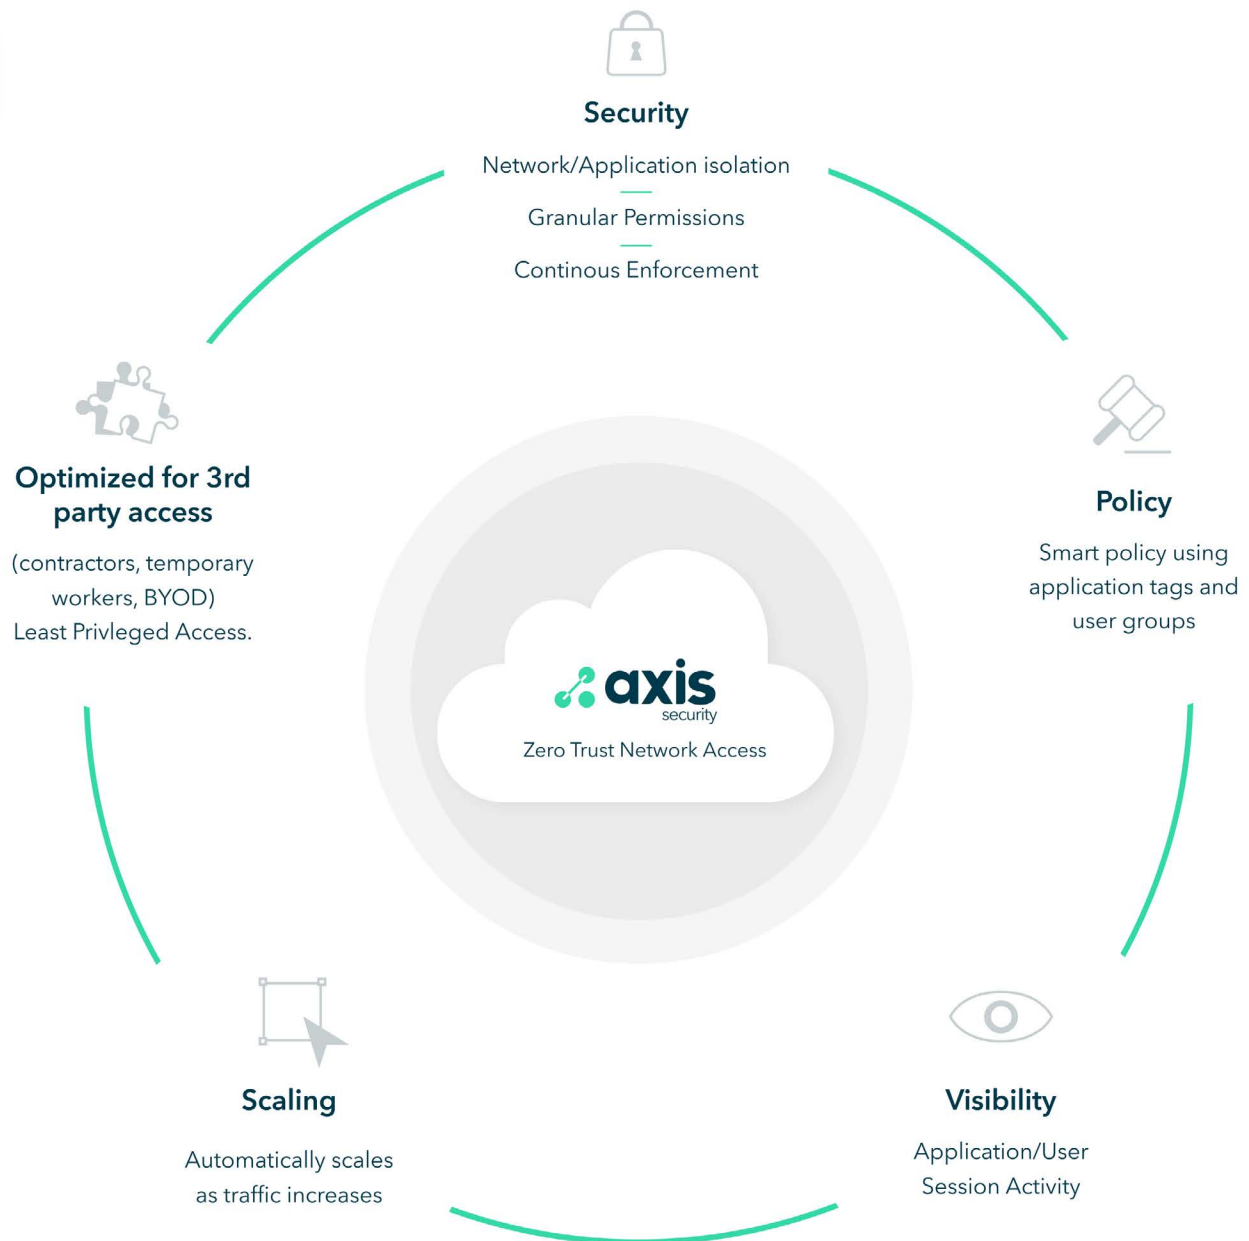 Security
Network/Application isolation
Granular Permissions
Continous Enforcement
Optimized for 3rd
party access
(contractors, temporary
workers, BYOD)
Least Privleged Access.
Policy
Smart policy using
application tags and
user groups
axis
security
Zero Trust Network Access
Scaling
Automatically scales
as traffic increases
Visibility
Application/User
Session Activity